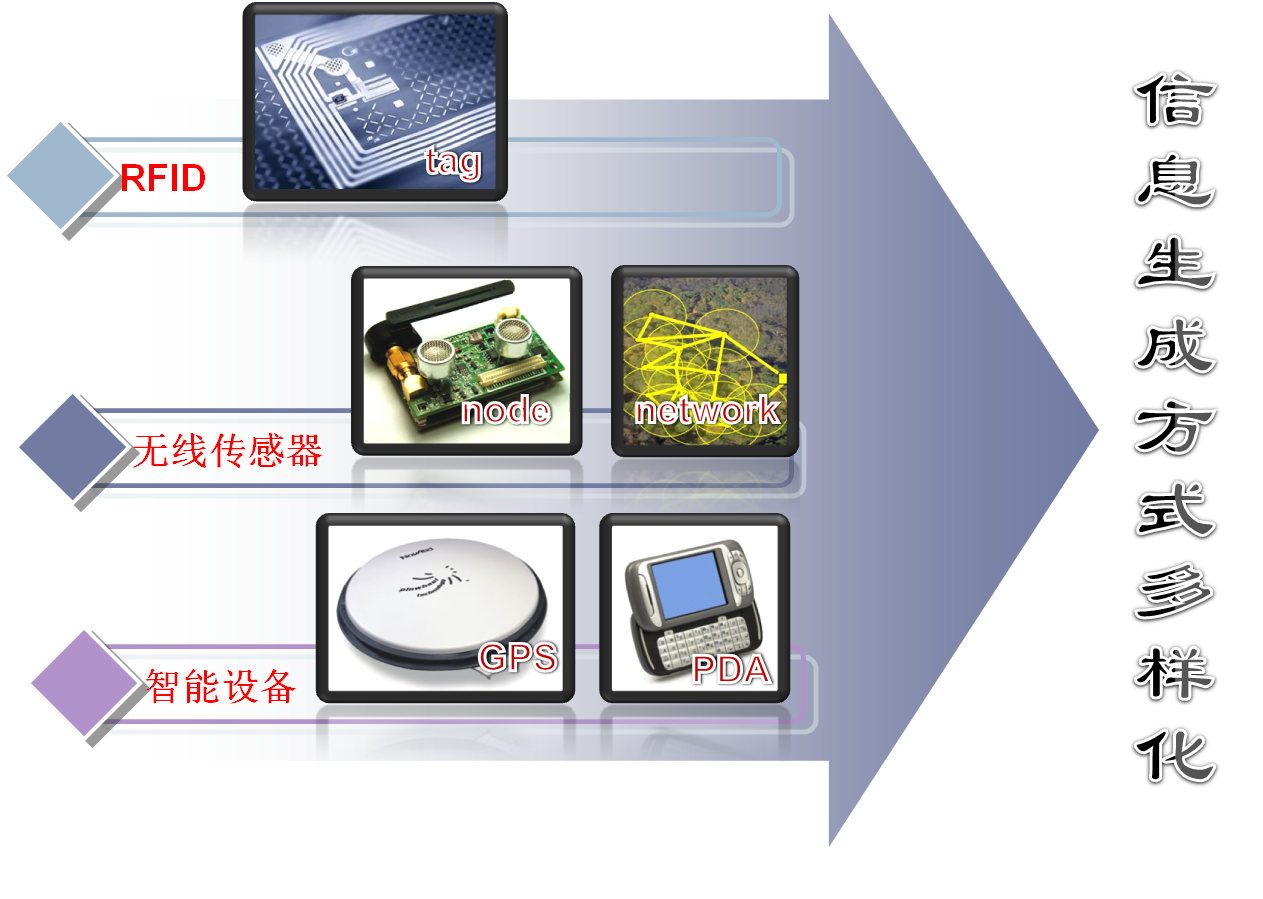 RFID
tag
无线传感器
node
network
智能设备
GPS
PDA
信息生成方式多样化